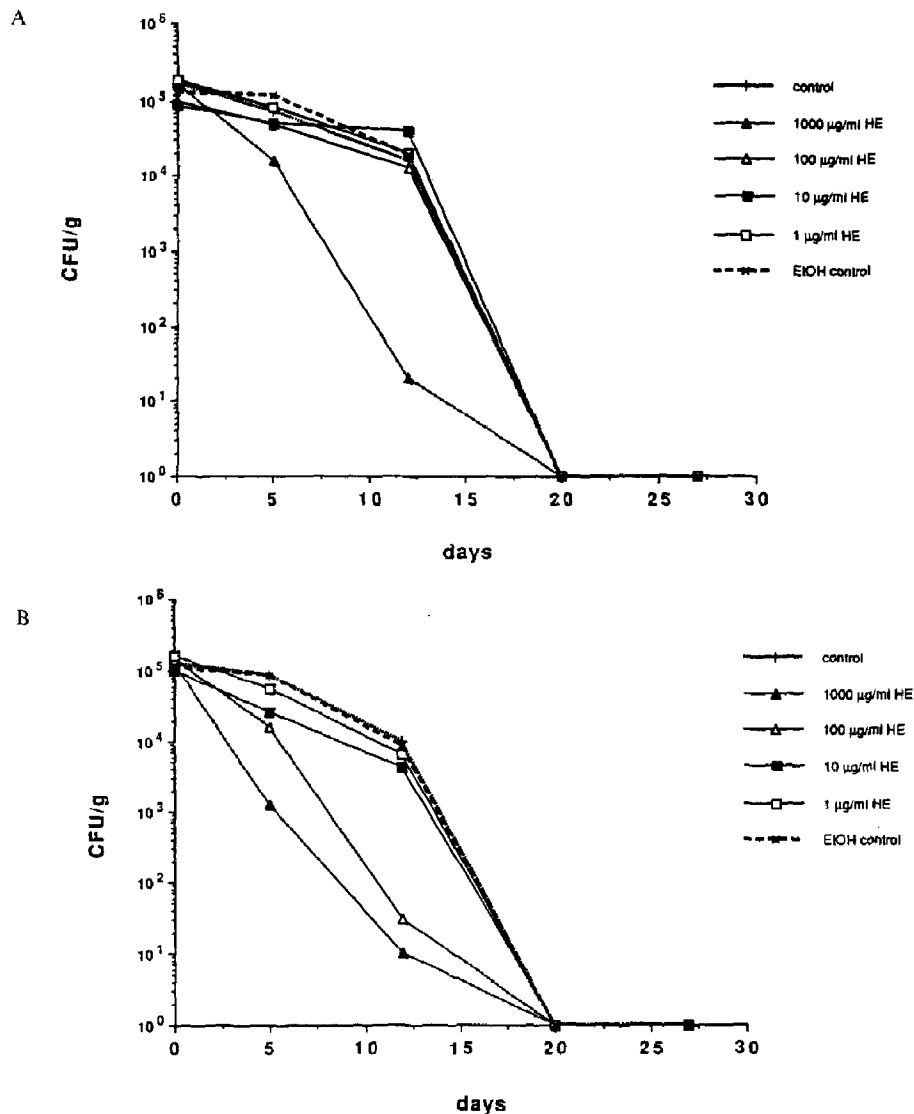 A
10^6
10^5
10^4
10^3
10^2
10^1
10^0
CFU/g
0 5 10 15 20 25 30
days
control
1000 µg/ml HE
100 µg/ml HE
10 µg/ml HE
1 µg/ml HE
EIOH control
B
10^6
10^5
10^4
10^3
10^2
10^1
10^0
CFU/g
0 5 10 15 20 25 30
days
control
1000 µg/ml HE
100 µg/ml HE
10 µg/ml HE
1 µg/ml HE
EIOH control